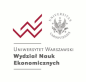 Uniwersytet Warszawski
Wydział Nauk
Ekonomicznych